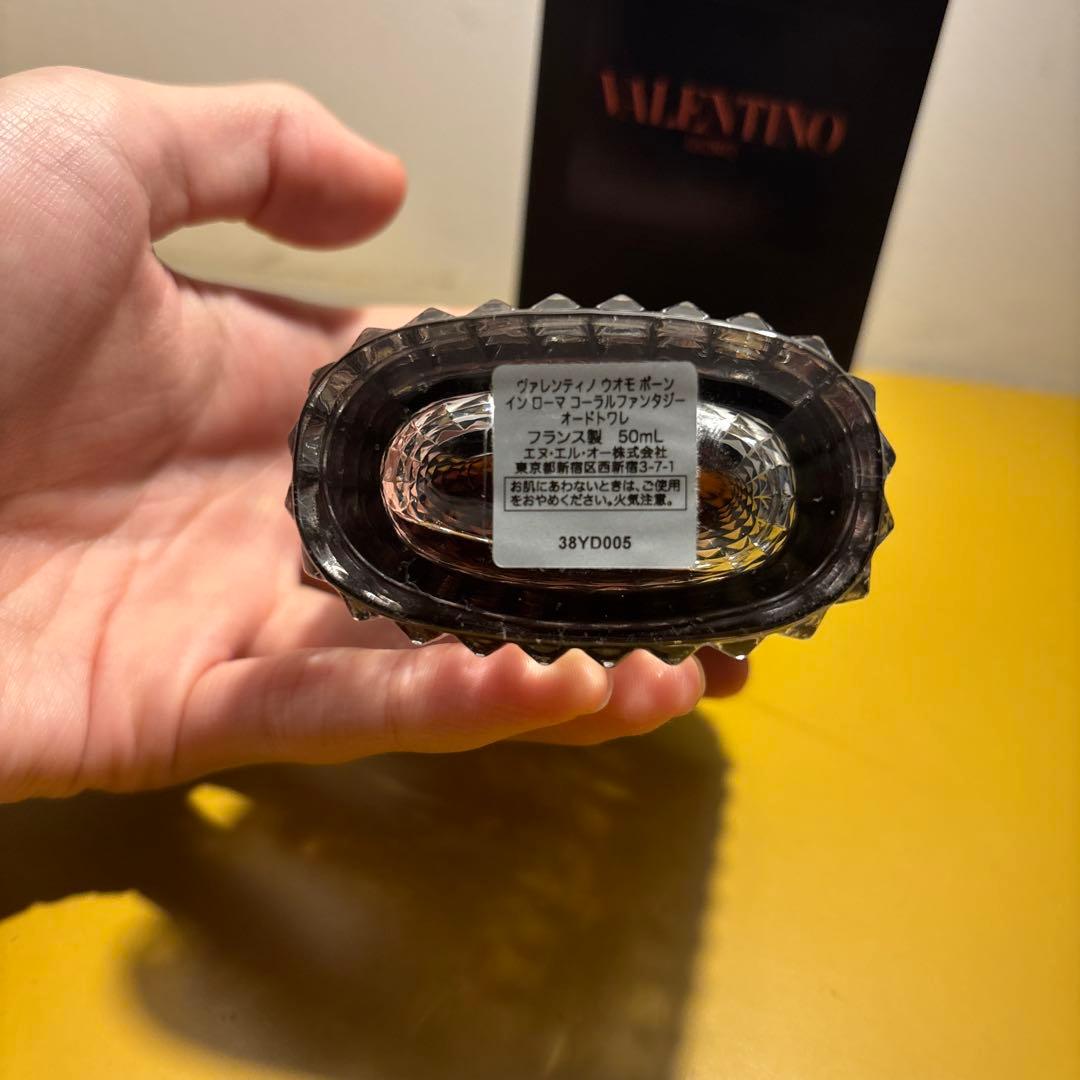 VALENTINO
ヴァレンティノ ウオモ ボーン
イン ローマ コーラルファンタジー
オードトワレ
フランス製 50mL
エヌ・エル・オー株式会社
東京都新宿区西新宿3-7-1
お肌にあわないときは、ご使用
をおやめください。火気注意。
38YD005